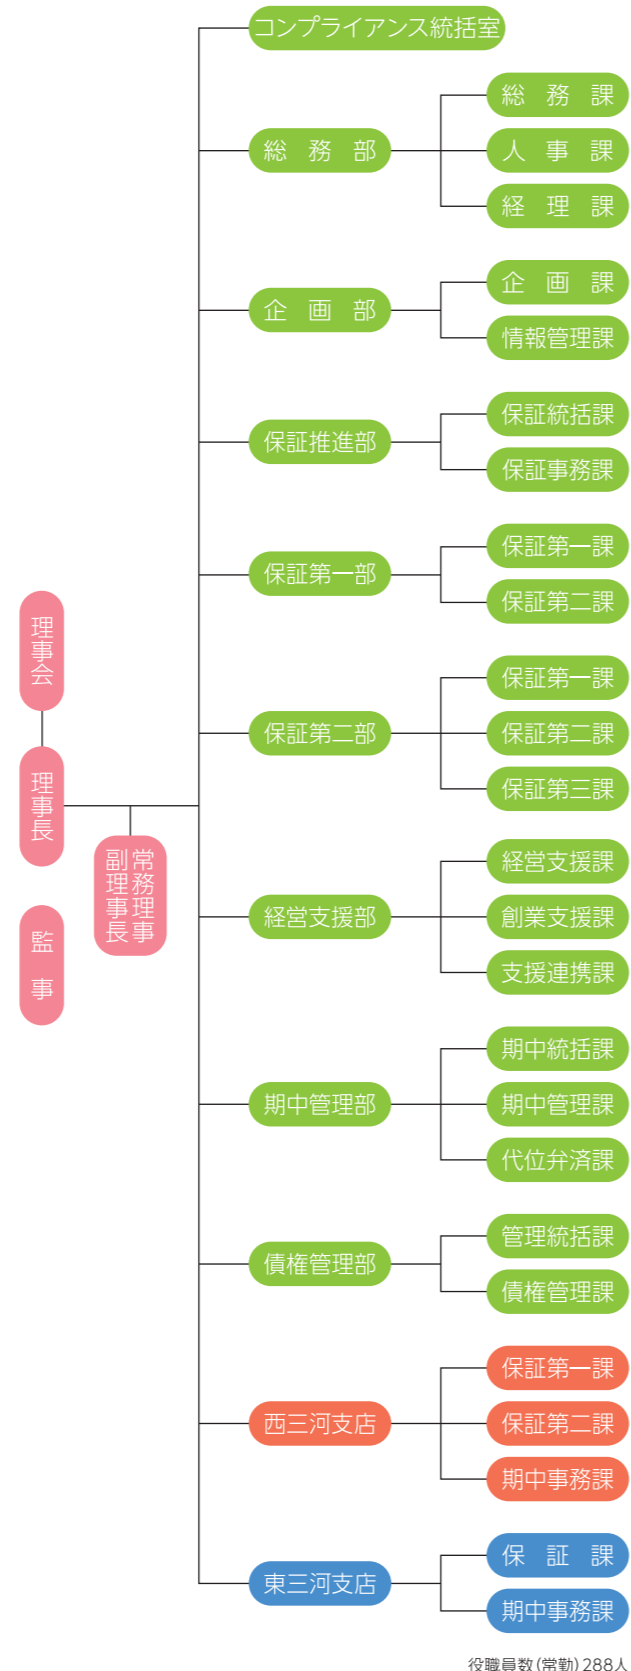 理事会
理事長
監事
常務理事
副理事長
コンプライアンス統括室
総務部
総務課
人事課
経理課
企画部
企画課
情報管理課
保証推進部
保証統括課
保証事務課
保証第一部
保証第一課
保証第二課
保証第二部
保証第一課
保証第二課
保証第三課
経営支援部
経営支援課
創業支援課
支援連携課
期中管理部
期中統括課
期中管理課
代位弁済課
債権管理部
管理統括課
債権管理課
西三河支店
保証第一課
保証第二課
期中事務課
東三河支店
保証課
期中事務課
役職員数(常勤)288人